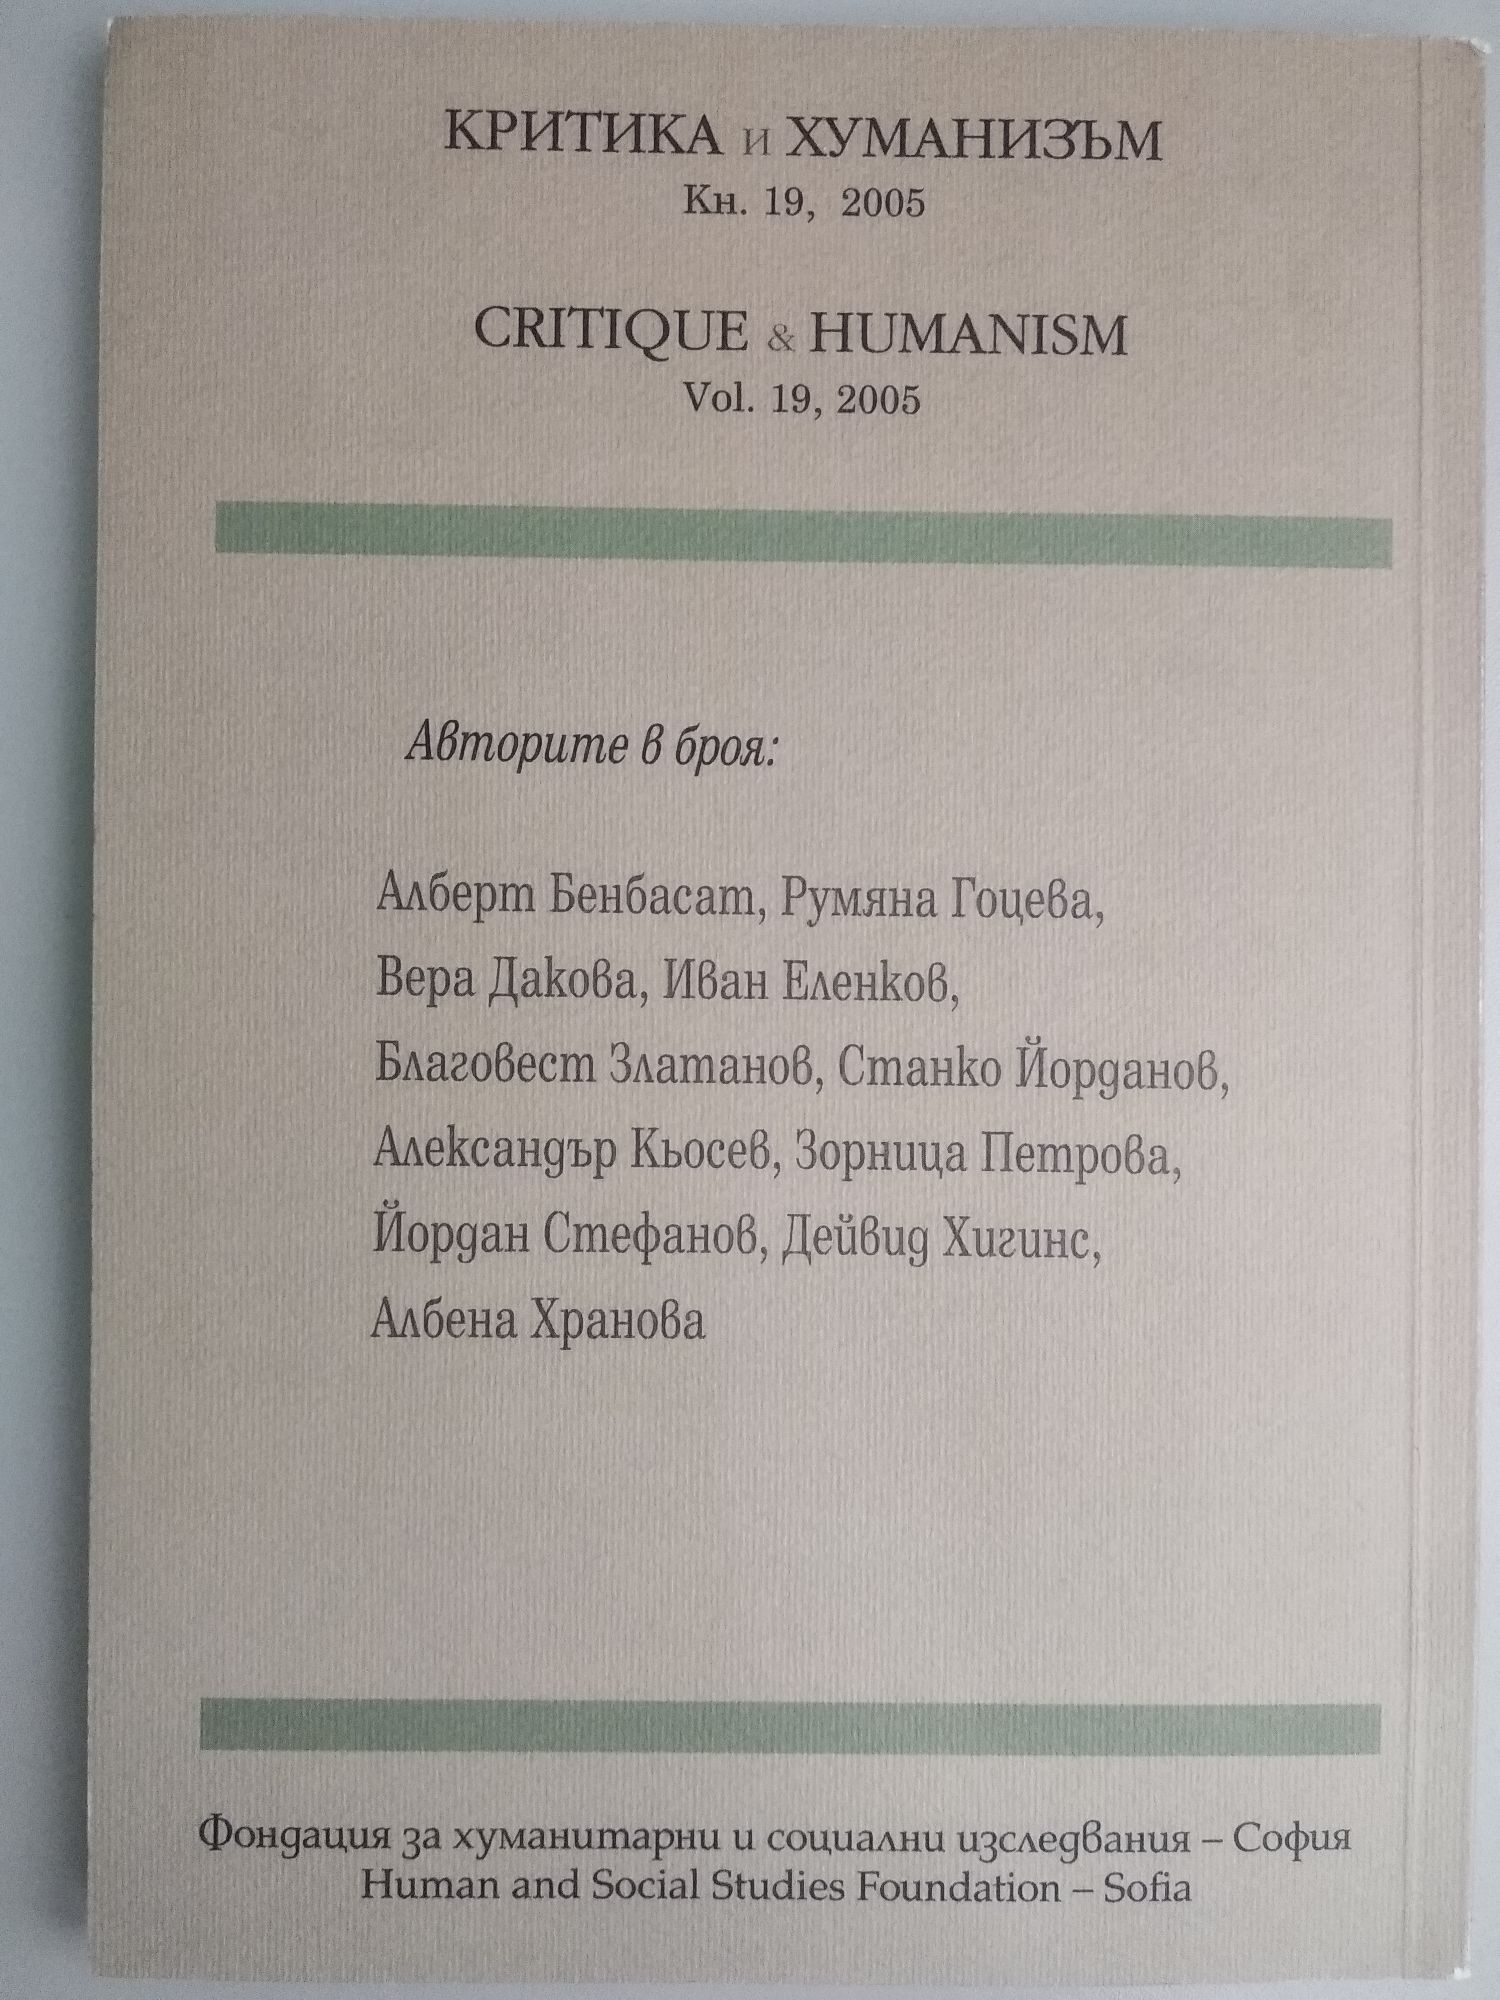 КРИТИКА и ХУМАНИЗЪМ
Кн. 19, 2005
CRITIQUE & HUMANISM
Vol. 19, 2005
Авторите в броя:
Алберт Бенбасат, Румяна Гоцева,
Вера Дакова, Иван Еленков,
Благовест Златанов, Станко Йорданов,
Александър Кьосев, Зорница Петрова,
Йордан Стефанов, Дейвид Хигинс,
Албена Хранова
Фондация за хуманитарни и социални изследвания – София
Human and Social Studies Foundation – Sofia